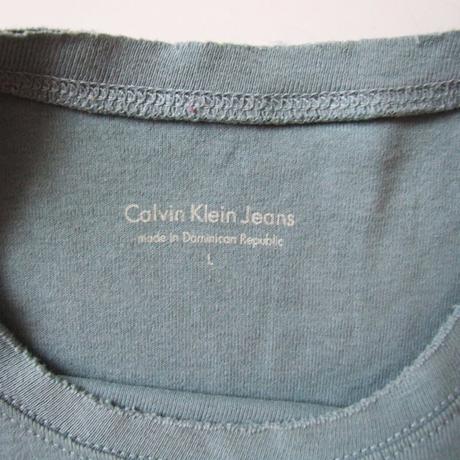 Calvin Klein Jeans
made in Dominican Republic
L